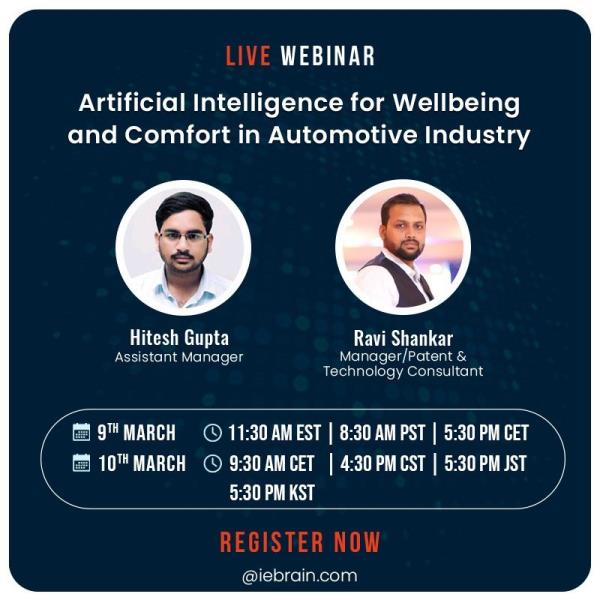 LIVE WEBINAR
Artificial Intelligence for Wellbeing
and Comfort in Automotive Industry
Hitesh Gupta
Assistant Manager
Ravi Shankar
Manager/Patent &
Technology Consultant
9TH MARCH 11:30 AM EST | 8:30 AM PST | 5:30 PM CET
10TH MARCH 9:30 AM CET | 4:30 PM CST | 5:30 PM JST
5:30 PM KST
REGISTER NOW
@iebrain.com